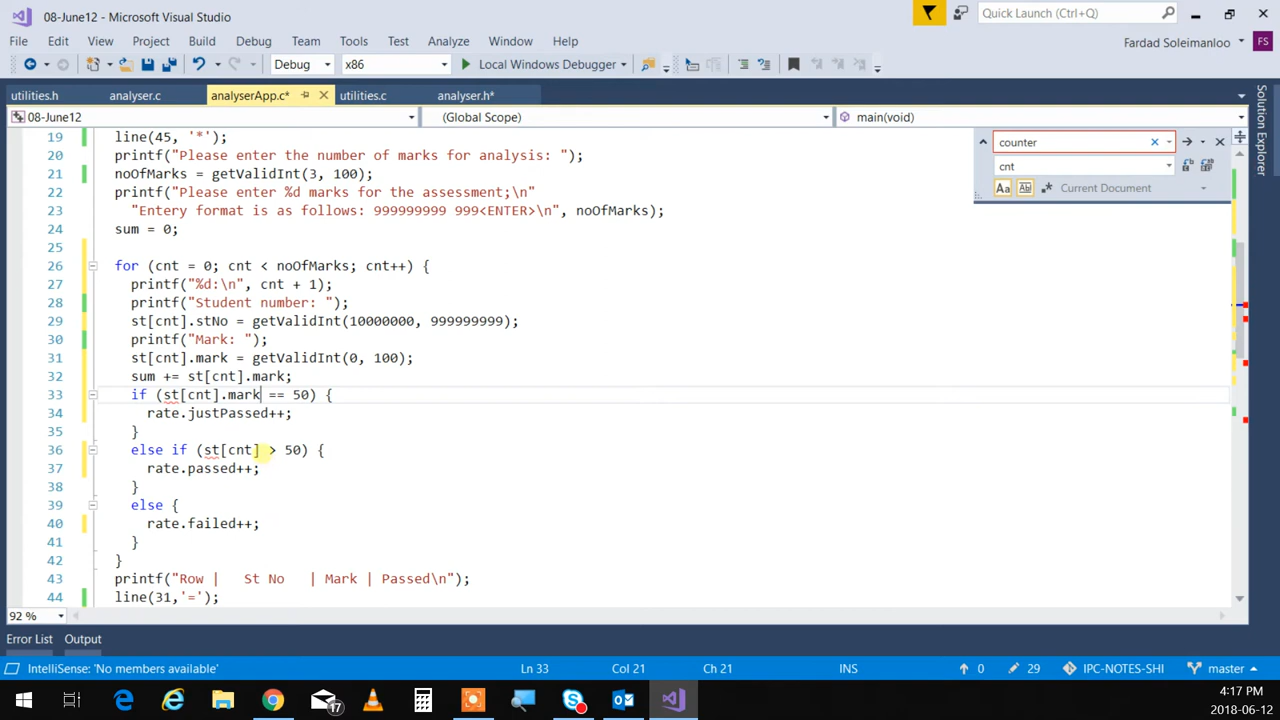 08-June12 - Microsoft Visual Studio
Quick Launch (Ctrl+Q)
File Edit View Project Build Debug Team Tools Test Analyze Window Help
Fardad Soleimanloo FS
Debug x86 Local Windows Debugger
utilities.h analyser.c analyserApp.c* utilities.c analyser.h*
08-June12 (Global Scope) main(void)
Solution Explorer
counter
cnt
Aa Ab Current Document
19 line(45, '*');
20 printf("Please enter the number of marks for analysis: ");
21 noOfMarks = getValidInt(3, 100);
22 printf("Please enter %d marks for the assessment;\n"
23 "Entery format is as follows: 999999999 999<ENTER>\n", noOfMarks);
24 sum = 0;
25
26 for (cnt = 0; cnt < noOfMarks; cnt++) {
27 printf("%d:\n", cnt + 1);
28 printf("Student number: ");
29 st[cnt].stNo = getValidInt(10000000, 999999999);
30 printf("Mark: ");
31 st[cnt].mark = getValidInt(0, 100);
32 sum += st[cnt].mark;
33 if (st[cnt].mark == 50) {
34 rate.justPassed++;
35 }
36 else if (st[cnt] > 50) {
37 rate.passed++;
38 }
39 else {
40 rate.failed++;
41 }
42 }
43 printf("Row |   St No   | Mark | Passed\n");
44 line(31,'=');
92 %
Error List Output
IntelliSense: 'No members available' Ln 33 Col 21 Ch 21 INS 0 29 IPC-NOTES-SHI master
17
4:17 PM
2018-06-12